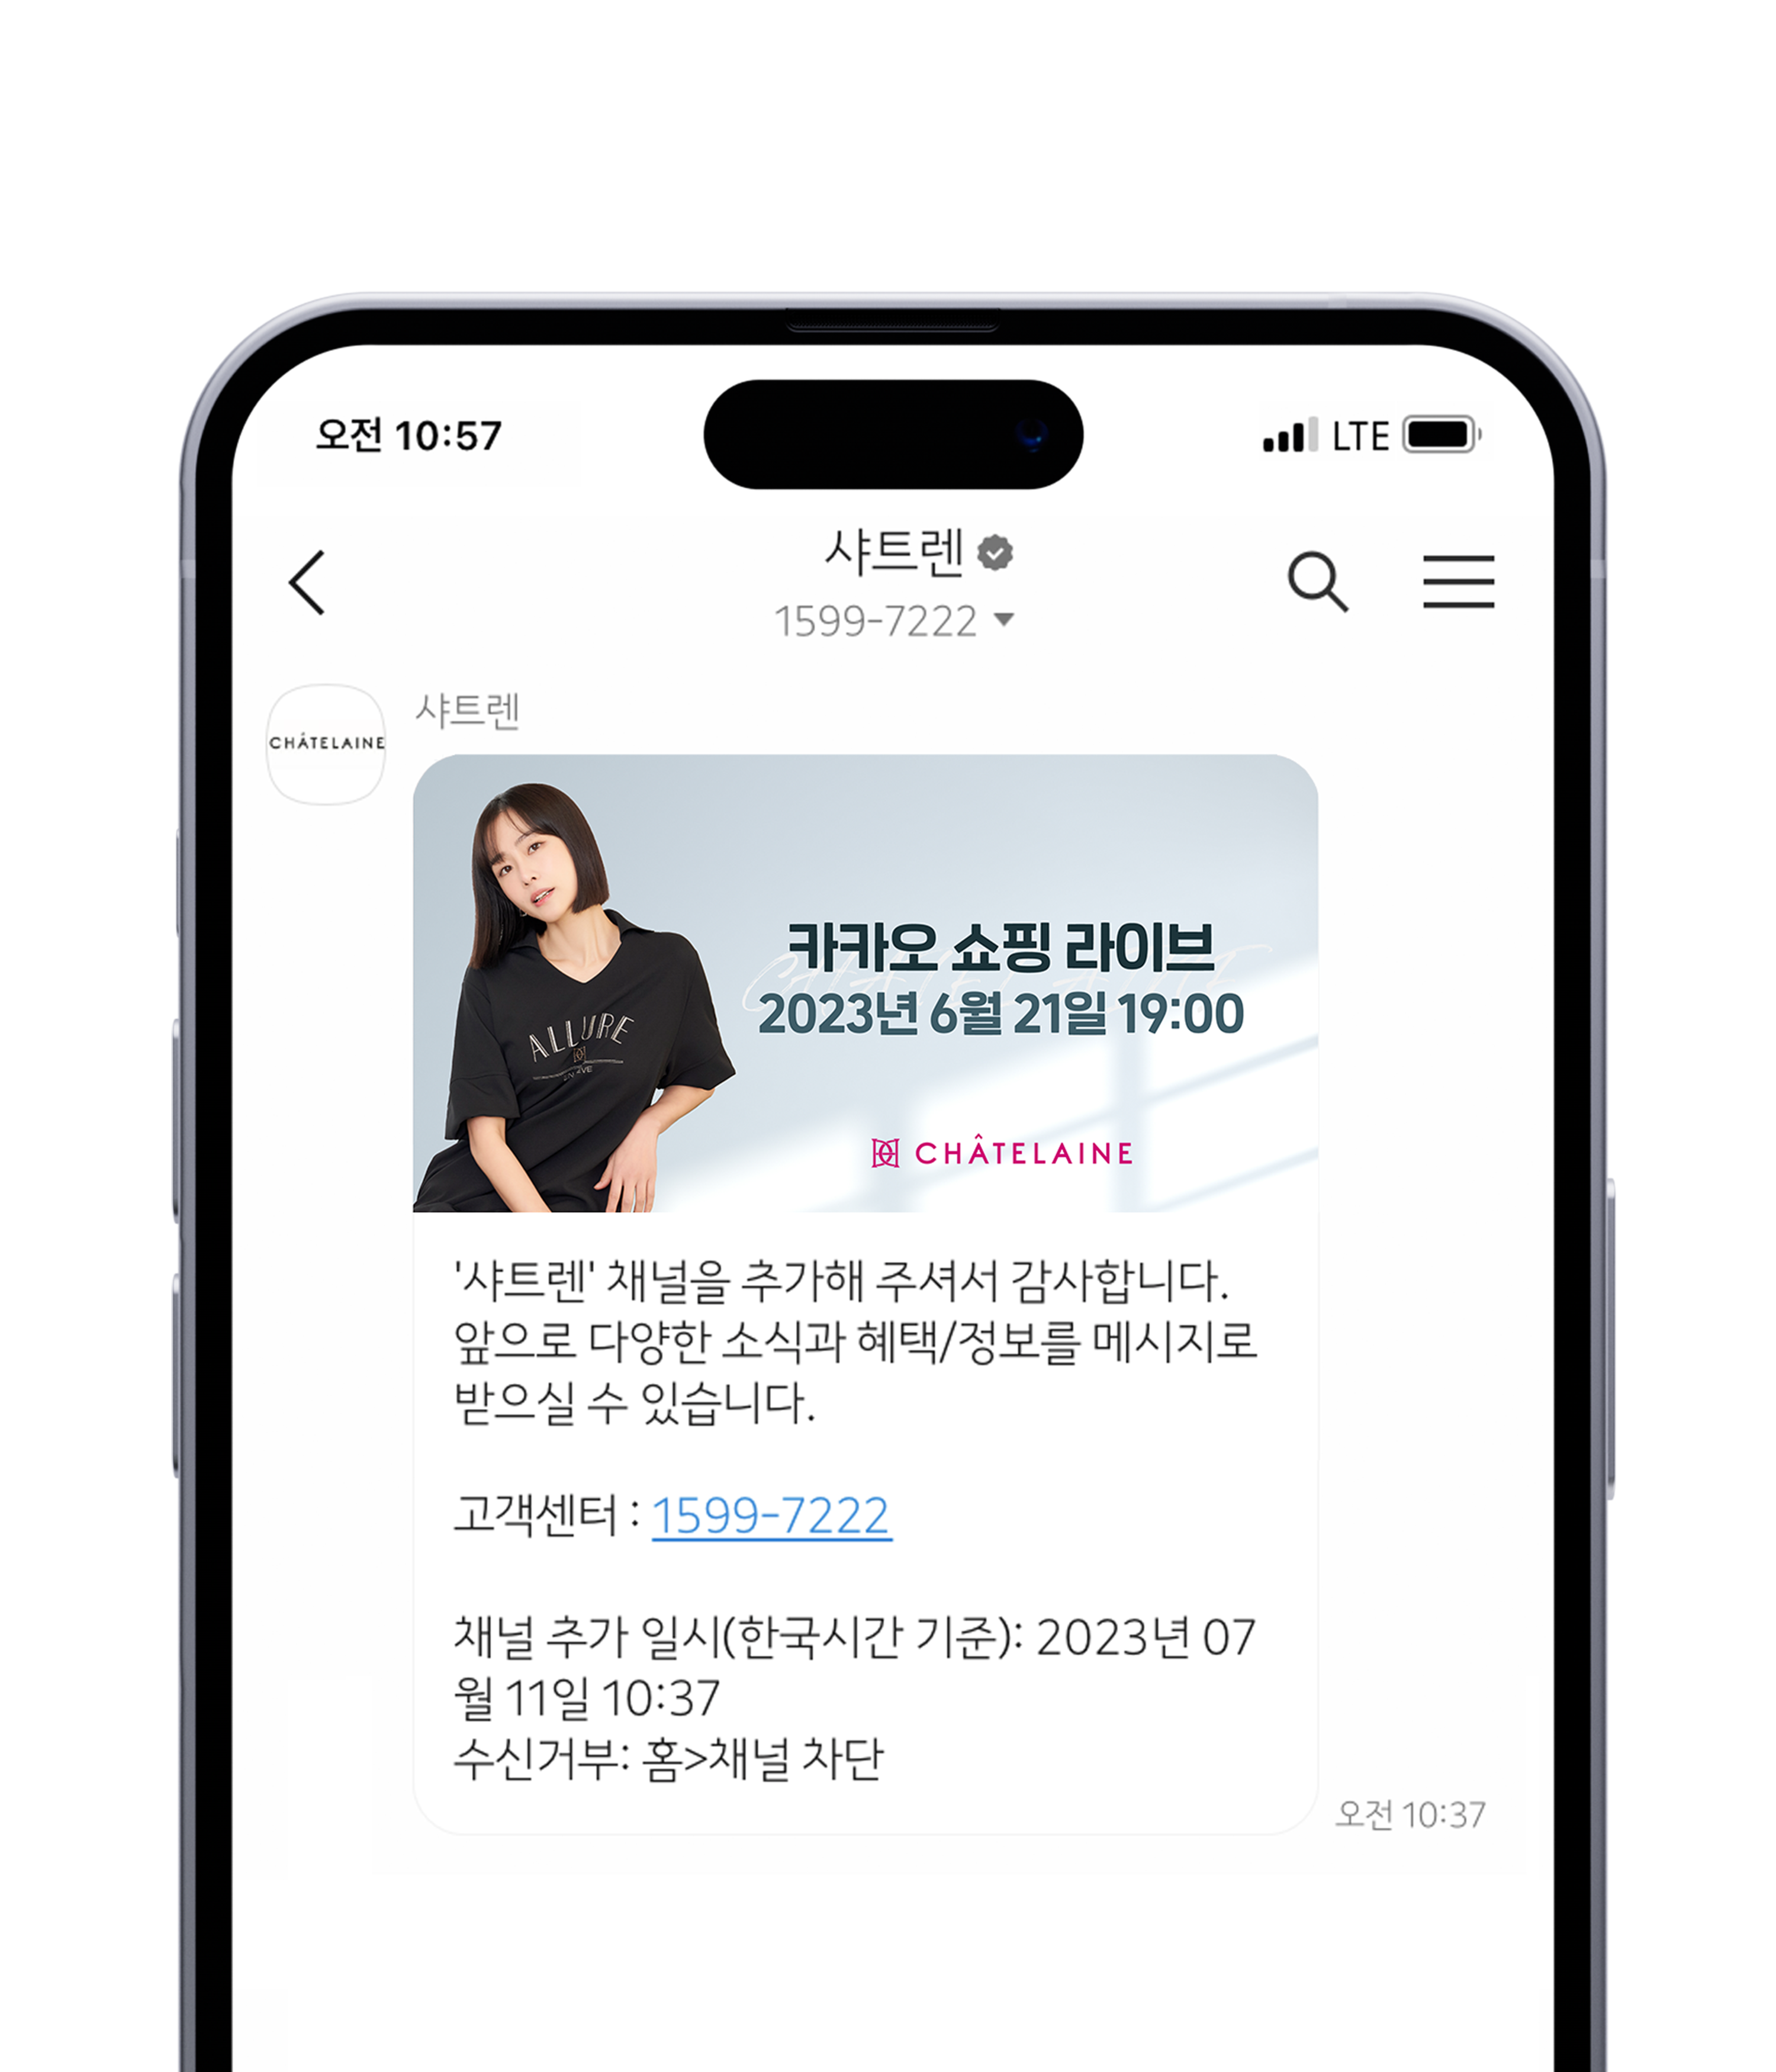 오전 10:57
LTE
샤트렌
1599-7222
CHÂTELAINE
샤트렌
카카오 쇼핑 라이브
2023년 6월 21일 19:00
ALLURE
CHÂTELAINE
'샤트렌' 채널을 추가해 주셔서 감사합니다.
앞으로 다양한 소식과 혜택/정보를 메시지로
받으실 수 있습니다.
고객센터 : 1599-7222
채널 추가 일시(한국시간 기준): 2023년 07
월 11일 10:37
수신거부: 홈>채널 차단
오전 10:37